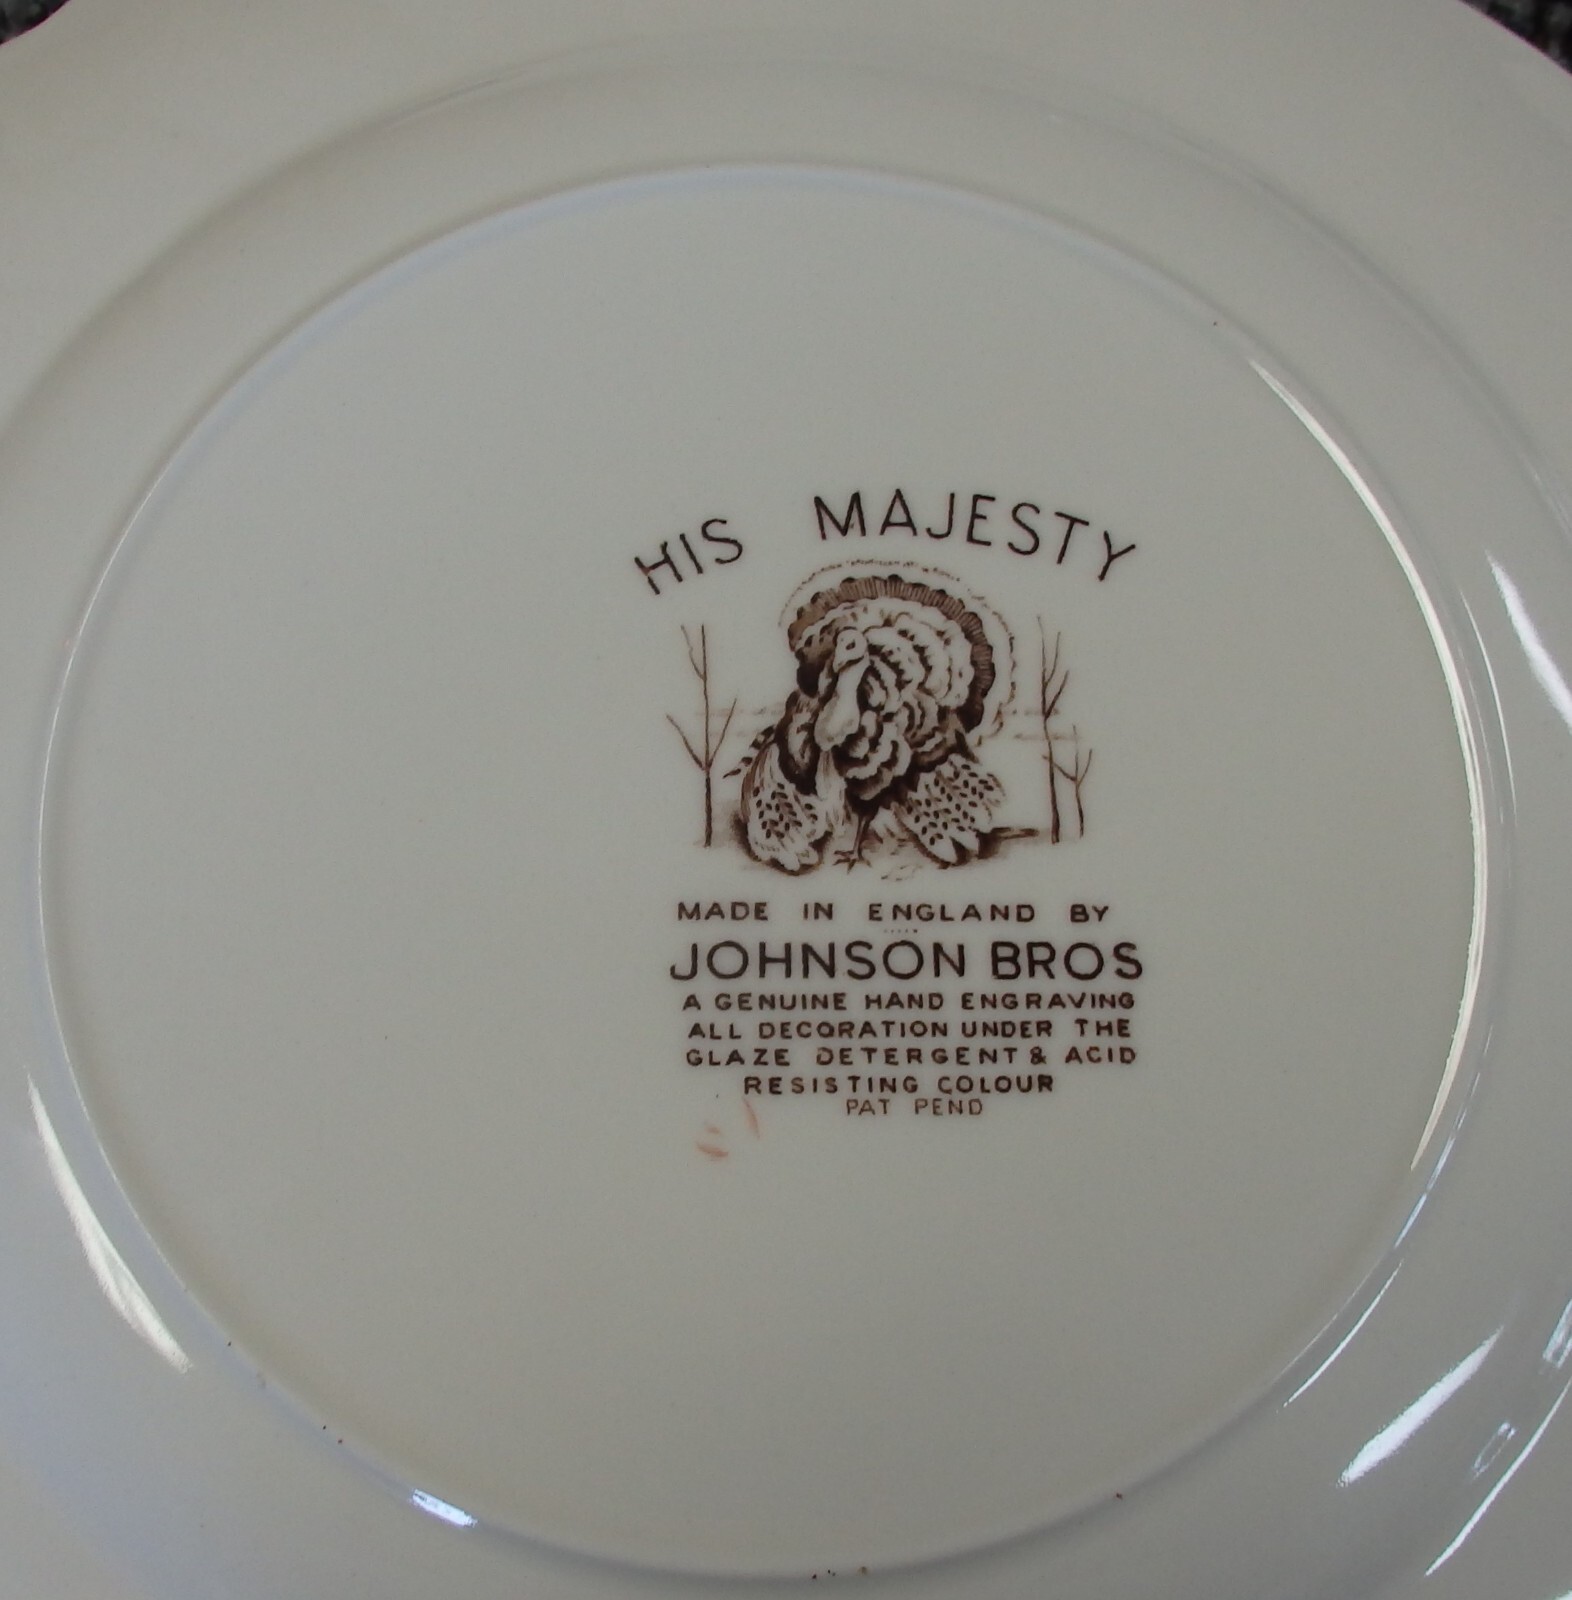 HIS MAJESTY
MADE IN ENGLAND BY
JOHNSON BROS
A GENUINE HAND ENGRAVING
ALL DECORATION UNDER THE
GLAZE DETERGENT & ACID
RESISTING COLOUR
PAT PEND